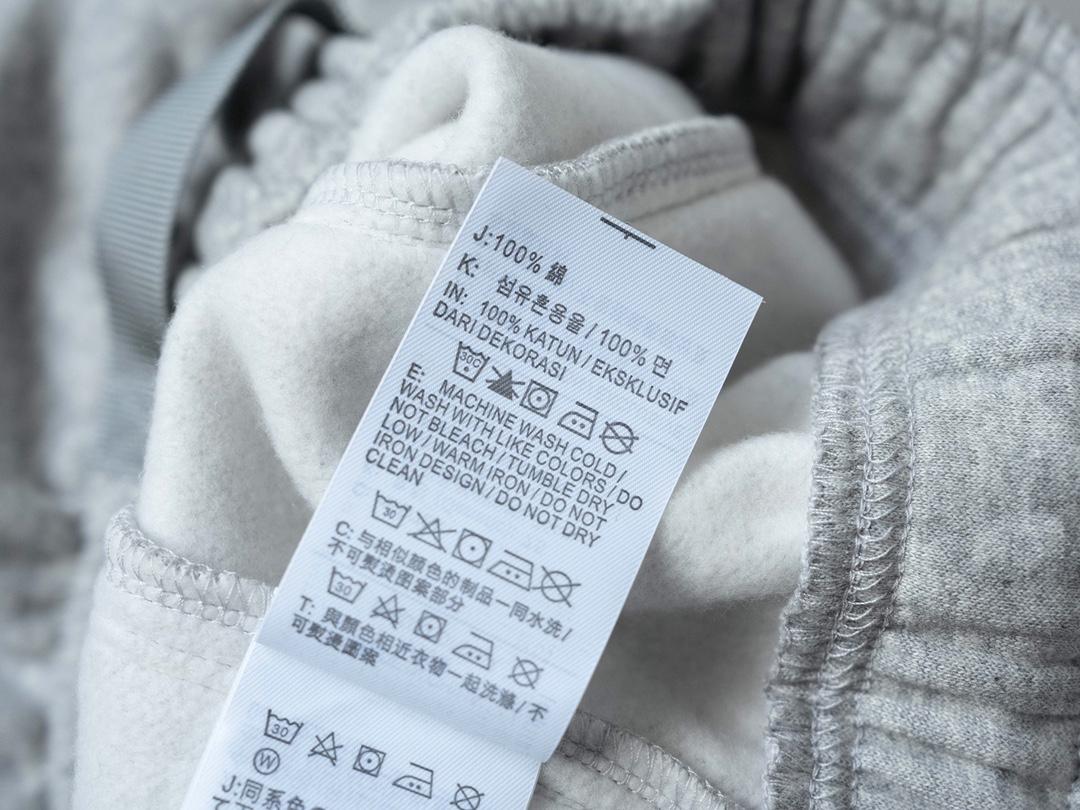 J:100% 綿
K: 섬유혼용율 / 100% 면
IN: 100% KATUN / EKSKLUSIF
DARI DEKORASI
30C
E: MACHINE WASH COLD /
WASH WITH LIKE COLORS / DO
NOT BLEACH / TUMBLE DRY
LOW / WARM IRON / DO NOT
IRON DESIGN / DO NOT DRY
CLEAN
30
C: 与相似颜色的制品一同水洗 /
不可熨烫图案部分
30
T: 與顏色相近衣物一起洗滌 / 不
可熨燙圖案
30
W
J:同系色